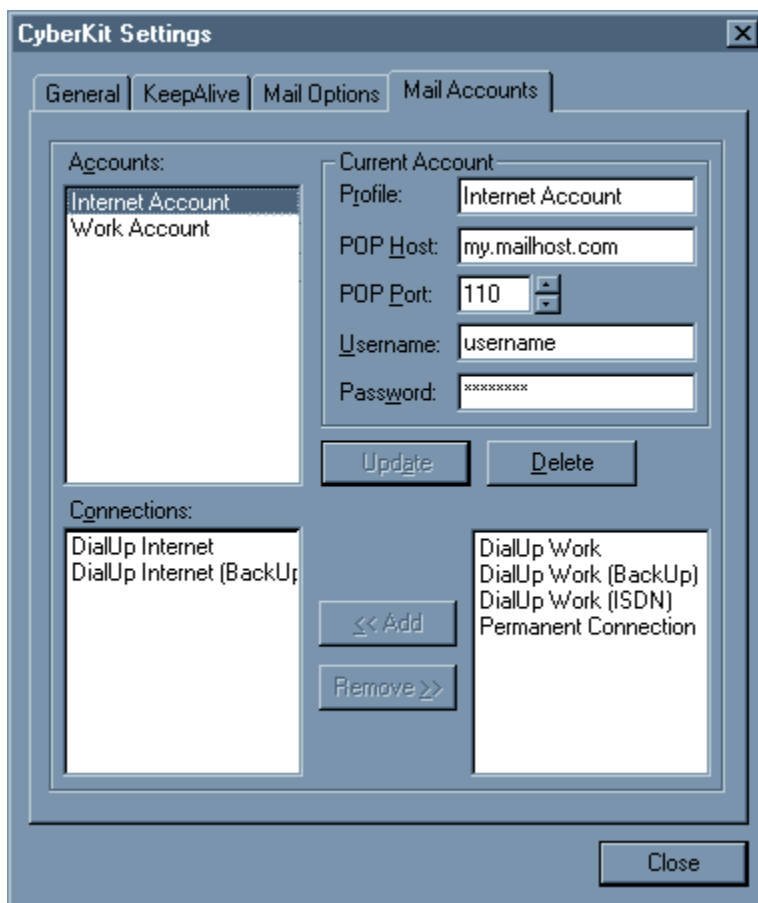 CyberKit Settings
General KeepAlive Mail Options Mail Accounts
Accounts:
Internet Account
Work Account
Current Account
Profile: Internet Account
POP Host: my.mailhost.com
POP Port: 110
Username: username
Password: ********
Update Delete
Connections:
DialUp Internet
DialUp Internet (BackUp
<< Add
Remove >>
DialUp Work
DialUp Work (BackUp)
DialUp Work (ISDN)
Permanent Connection
Close